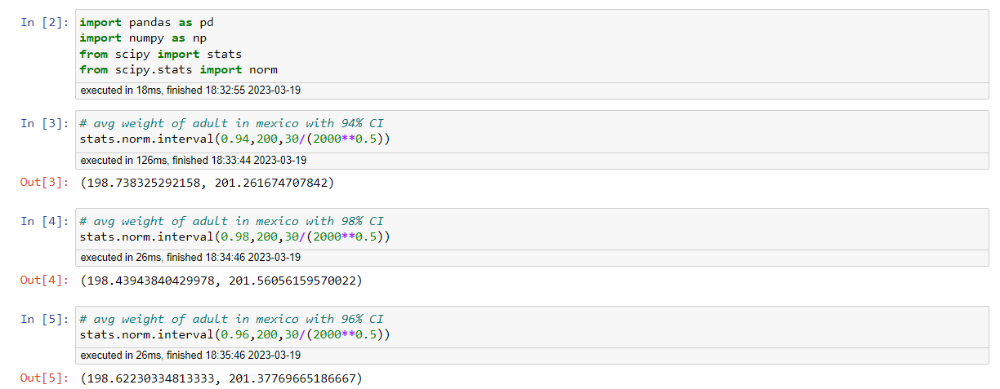 In [2]: import pandas as pd
import numpy as np
from scipy import stats
from scipy.stats import norm
executed in 18ms, finished 18:32:55 2023-03-19
In [3]: # avg weight of adult in mexico with 94% CI
stats.norm.interval(0.94,200,30/(2000**0.5))
executed in 126ms, finished 18:33:44 2023-03-19
Out[3]: (198.738325292158, 201.261674707842)
In [4]: # avg weight of adult in mexico with 98% CI
stats.norm.interval(0.98,200,30/(2000**0.5))
executed in 26ms, finished 18:34:46 2023-03-19
Out[4]: (198.43943840429978, 201.56056159570022)
In [5]: # avg weight of adult in mexico with 96% CI
stats.norm.interval(0.96,200,30/(2000**0.5))
executed in 26ms, finished 18:35:46 2023-03-19
Out[5]: (198.62230334813333, 201.37769665186667)